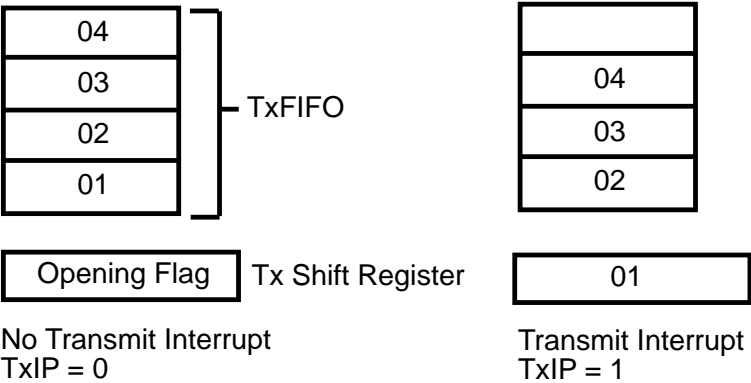 04
03
02
01
TxFIFO
Opening Flag
Tx Shift Register
No Transmit Interrupt
TxIP = 0
04
03
02
01
Transmit Interrupt
TxIP = 1